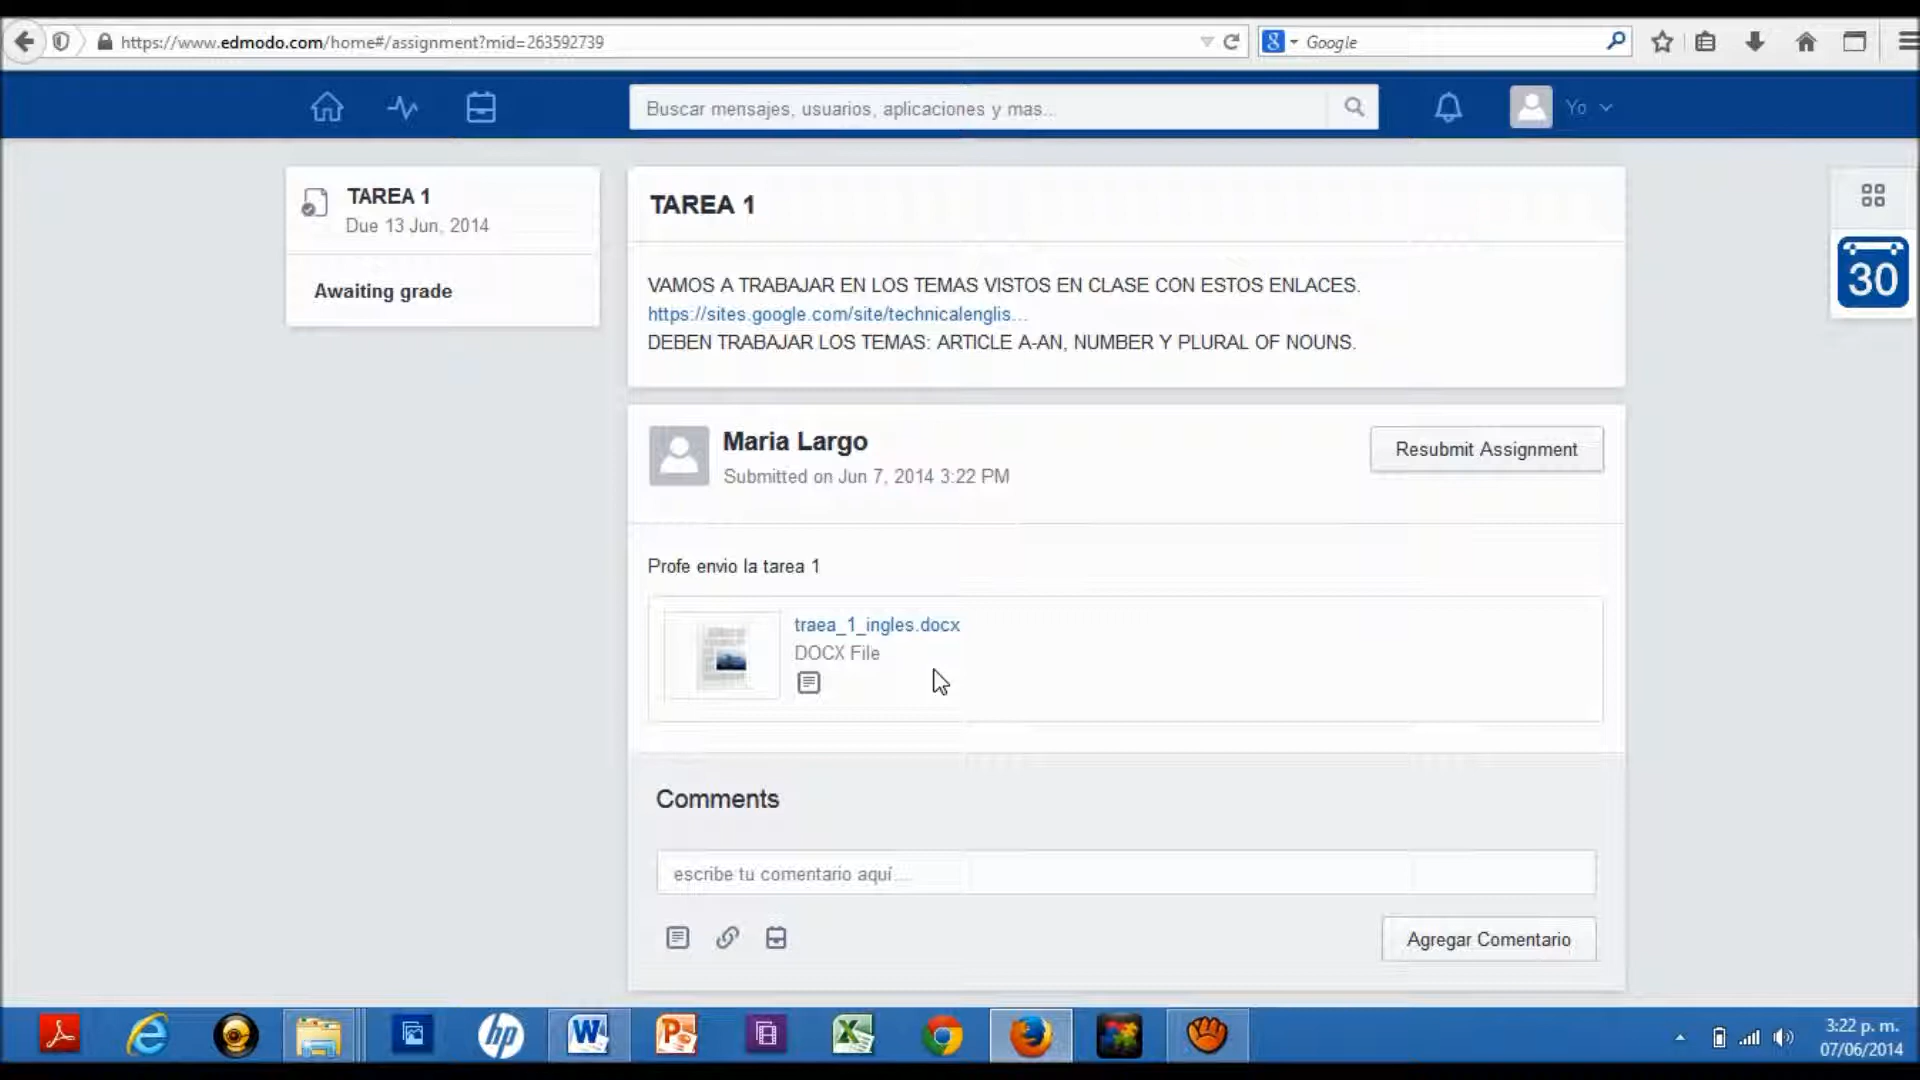 https://www.edmodo.com/home#/assignment?mid=263592739
Google
Buscar mensajes, usuarios, aplicaciones y mas...
Yo
TAREA 1
Due 13 Jun, 2014
Awaiting grade
TAREA 1
30
VAMOS A TRABAJAR EN LOS TEMAS VISTOS EN CLASE CON ESTOS ENLACES.
https://sites.google.com/site/technicalenglis...
DEBEN TRABAJAR LOS TEMAS: ARTICLE A-AN, NUMBER Y PLURAL OF NOUNS.
Maria Largo
Submitted on Jun 7, 2014 3:22 PM
Resubmit Assignment
Profe envio la tarea 1
traea_1_ingles.docx
DOCX File
Comments
escribe tu comentario aquí....
Agregar Comentario
3:22 p. m.
07/06/2014